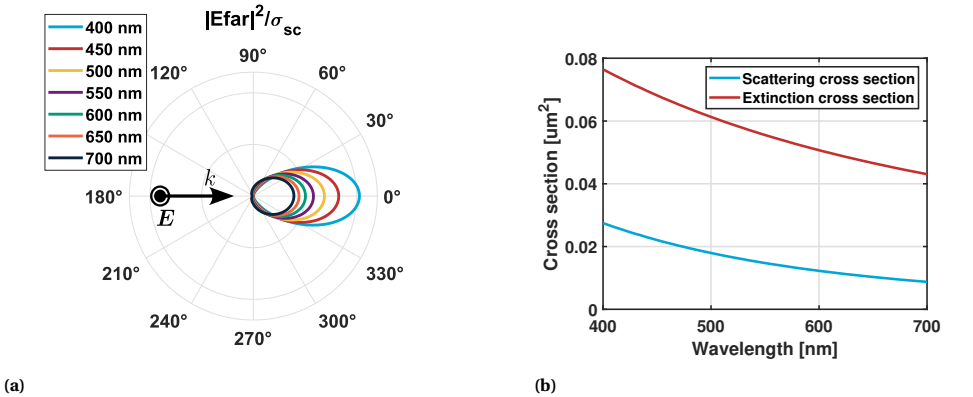 |Efar|²/σsc
400 nm
450 nm
500 nm
550 nm
600 nm
650 nm
700 nm
90°
120°
60°
30°
180°
0°
k
E
210°
330°
240°
300°
270°
(a)
Scattering cross section
Extinction cross section
Cross section [um²]
0.08
0.06
0.04
0.02
0
400
500
600
700
Wavelength [nm]
(b)